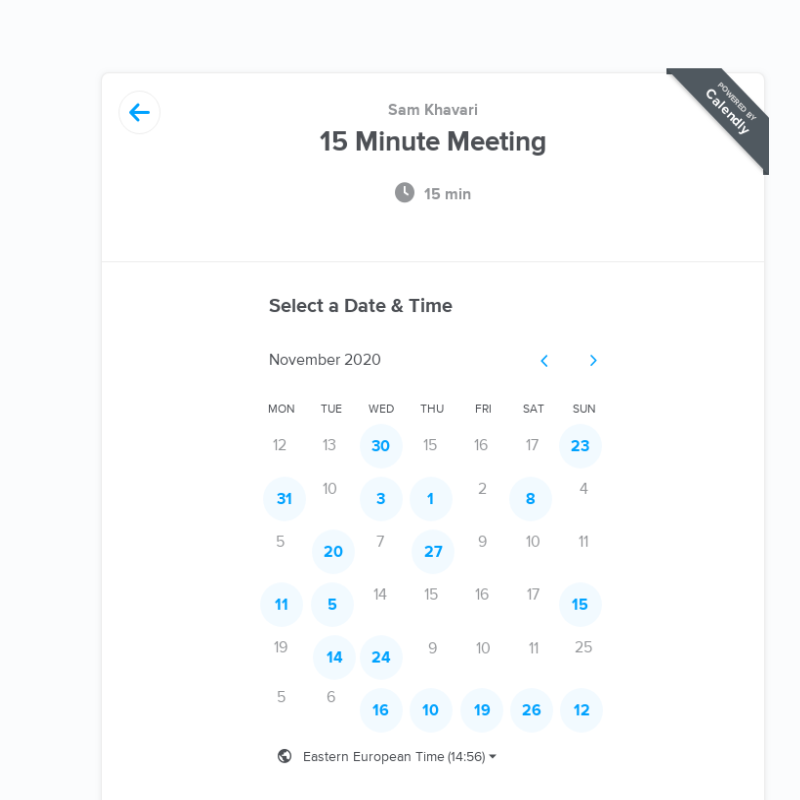 Sam Khavari
15 Minute Meeting
15 min
POWERED BY
Calendly
Select a Date & Time
November 2020
MON TUE WED THU FRI SAT SUN
12 13 30 15 16 17 23
31 10 3 1 2 8 4
5 20 7 27 9 10 11
11 5 14 15 16 17 15
19 14 24 9 10 11 25
5 6 16 10 19 26 12
Eastern European Time (14:56)